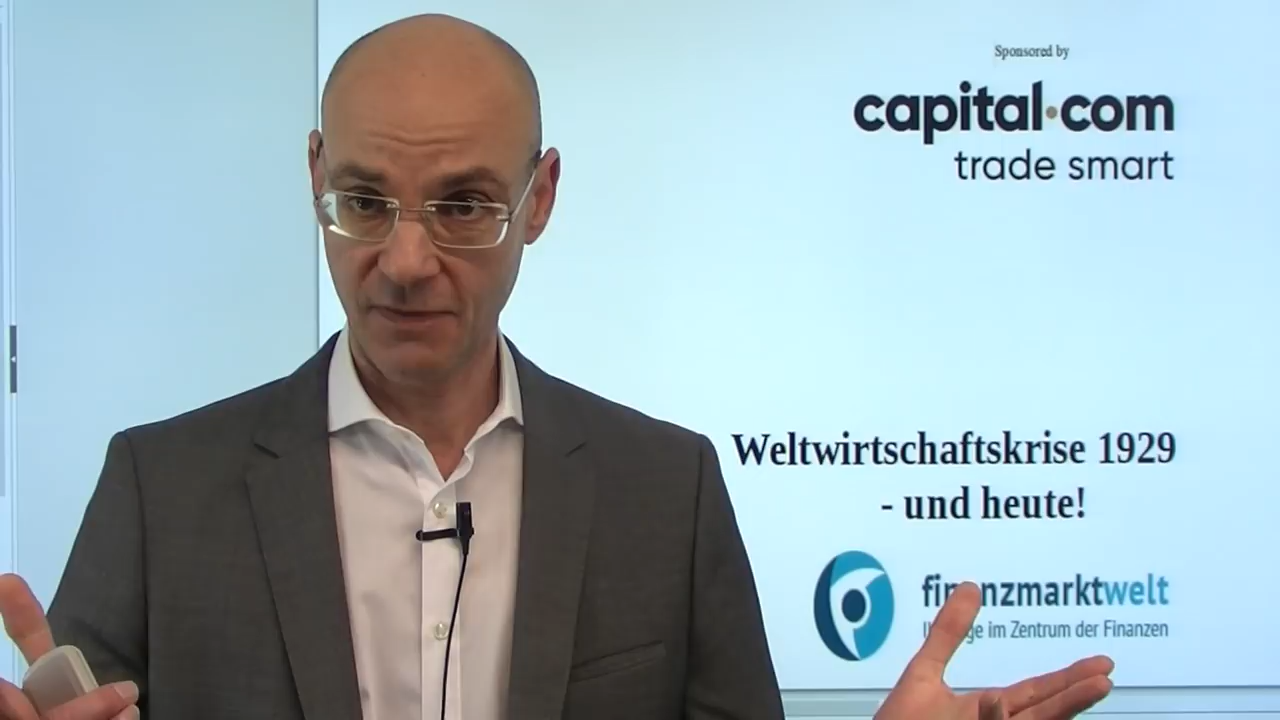 Sponsored by
capital.com
trade smart
Weltwirtschaftskrise 1929
- und heute!
finanzmarktwelt
im Zentrum der Finanzen